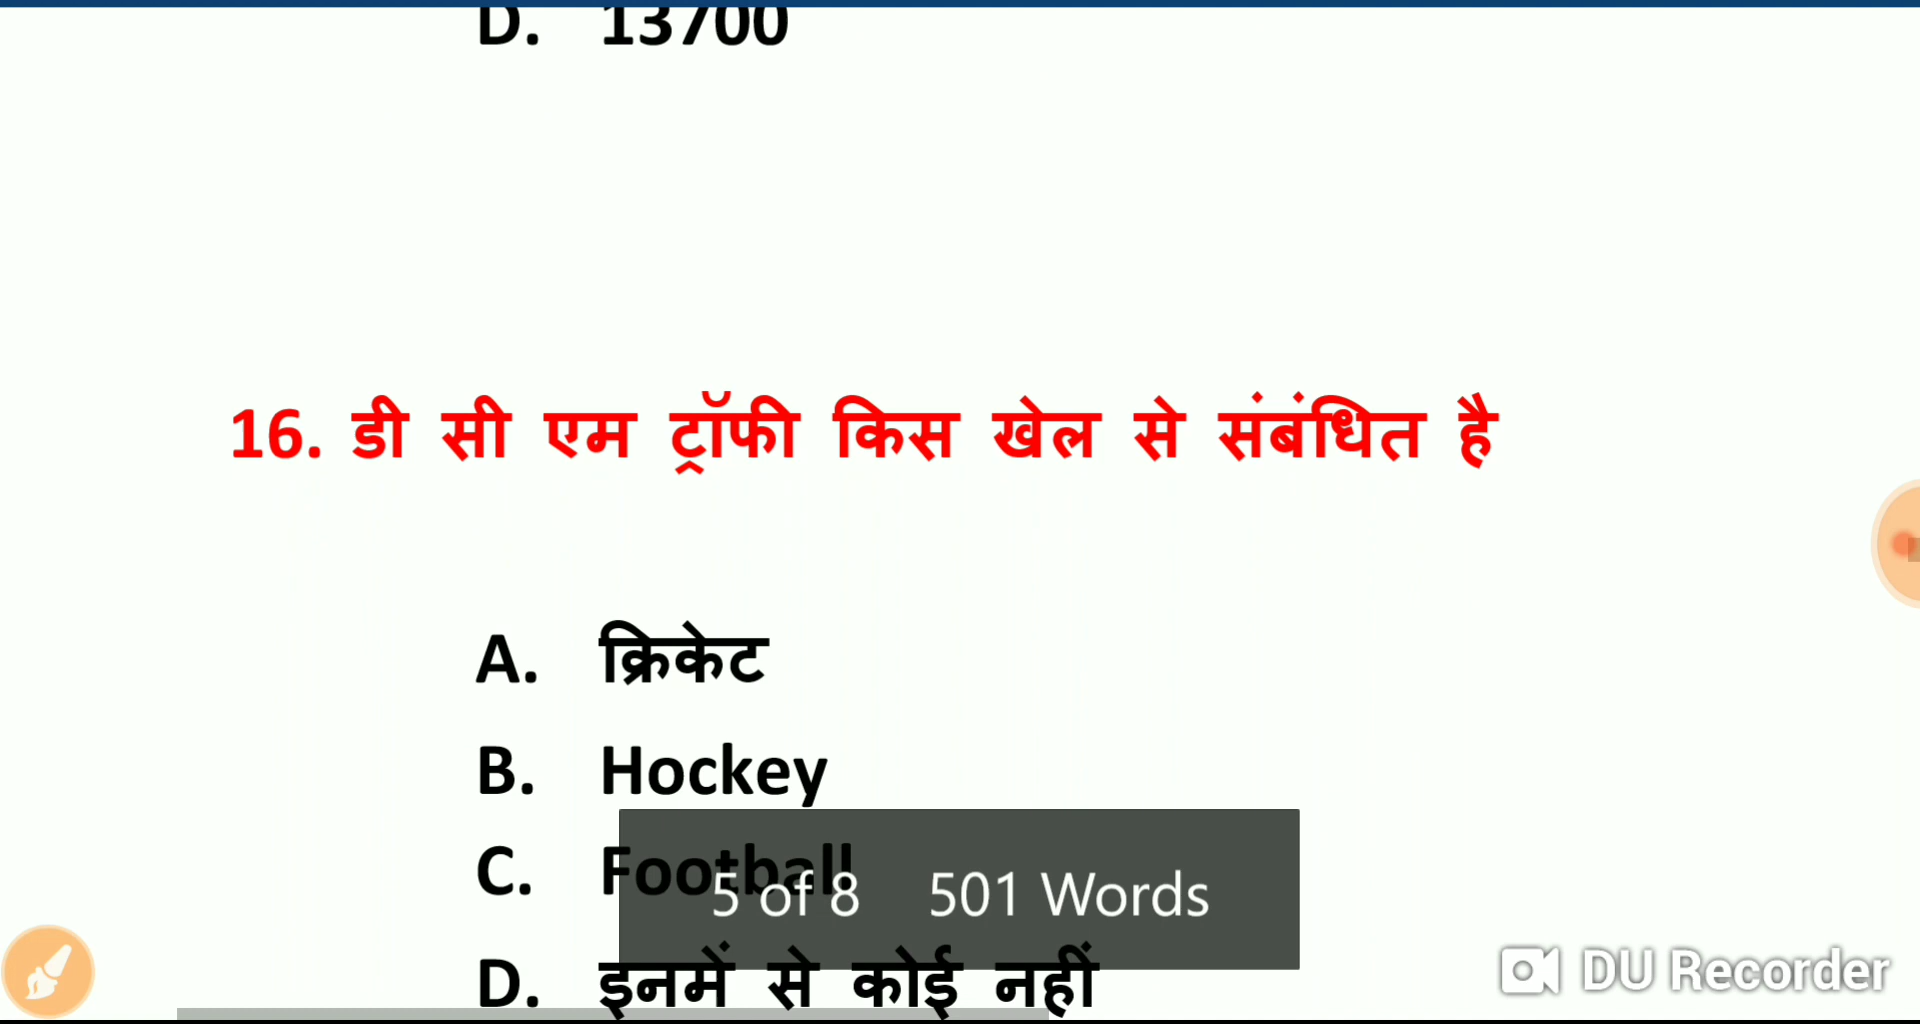 D. 13700
16. डी सी एम ट्रॉफी किस खेल से संबंधित है
A. क्रिकेट
B. Hockey
C. Football
5 of 8 501 Words
D. इनमें से कोई नहीं
DU Recorder